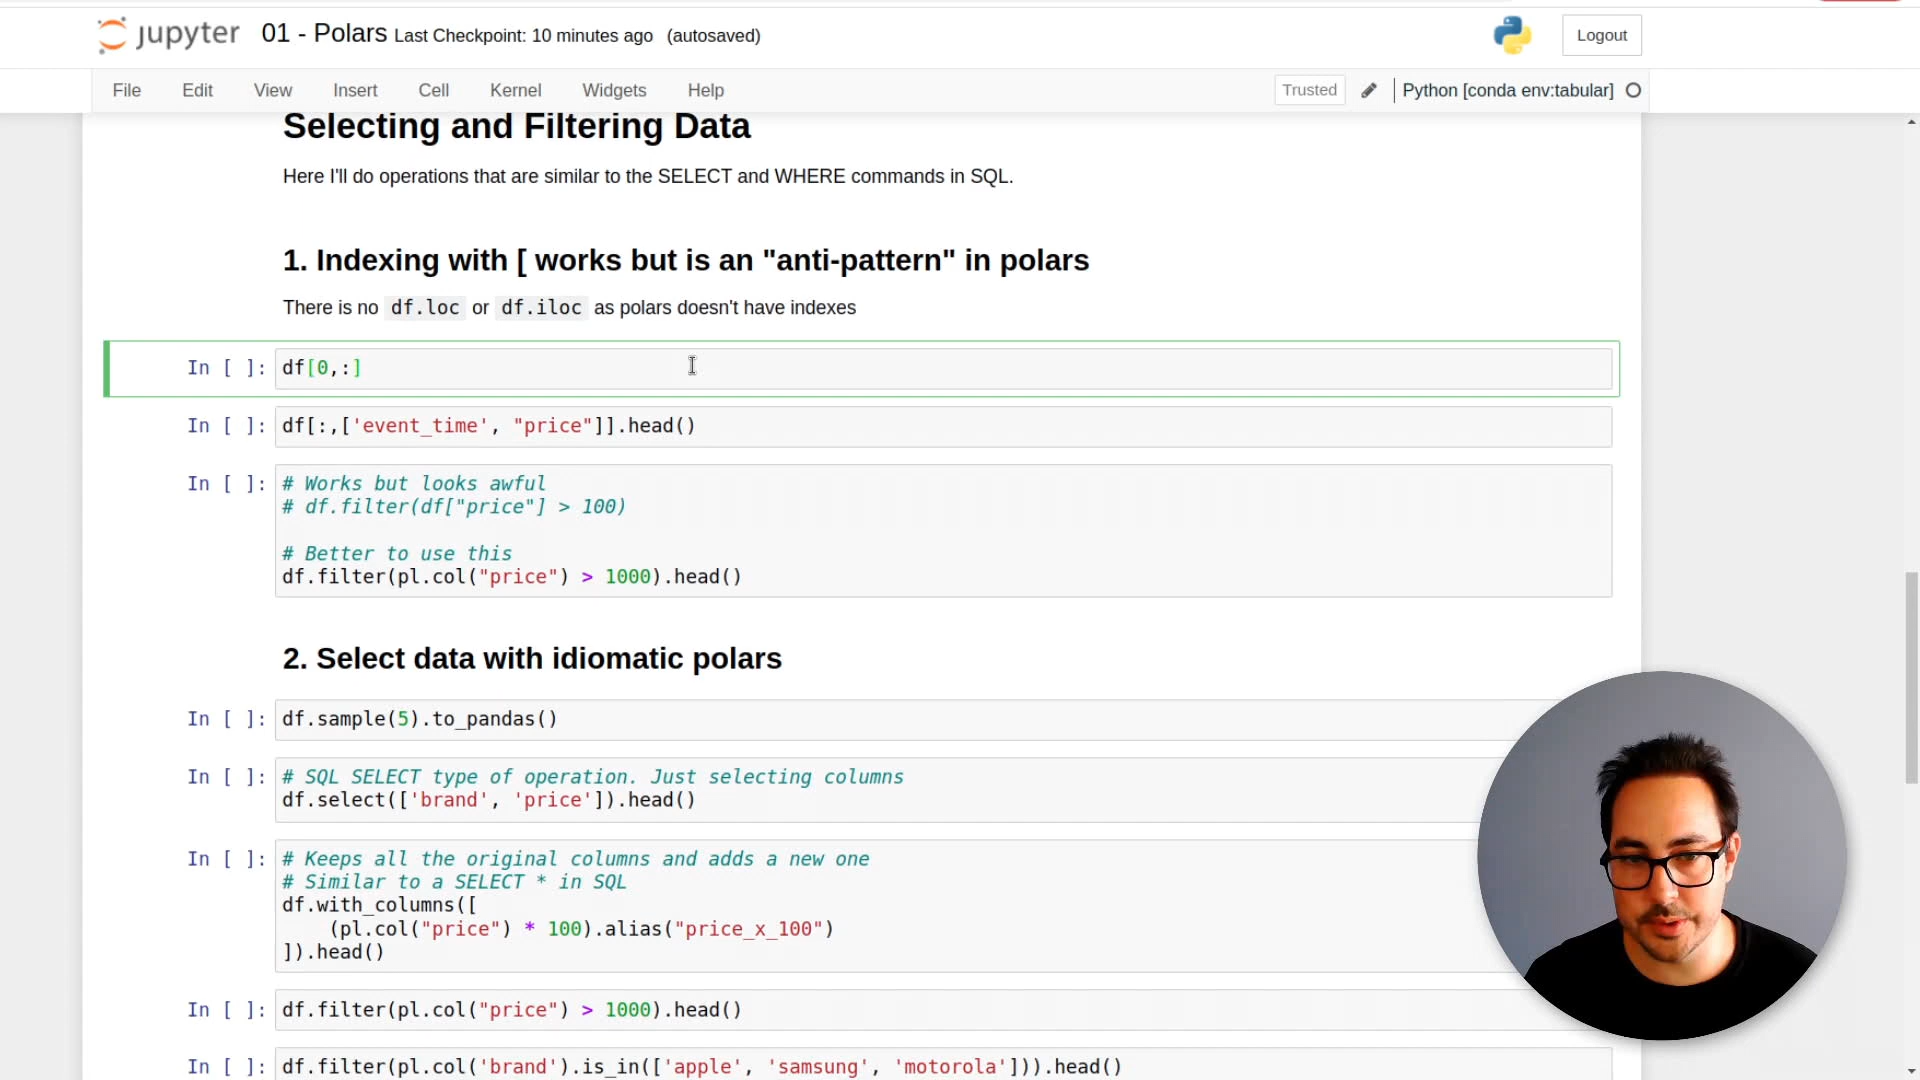 jupyter 01 - Polars Last Checkpoint: 10 minutes ago (autosaved)
Logout
File Edit View Insert Cell Kernel Widgets Help
Trusted Python [conda env:tabular]
Selecting and Filtering Data
Here I'll do operations that are similar to the SELECT and WHERE commands in SQL.
1. Indexing with [ works but is an "anti-pattern" in polars
There is no df.loc or df.iloc as polars doesn't have indexes
In [ ]: df[0,:]
In [ ]: df[:,['event_time', "price"]].head()
In [ ]: # Works but looks awful
# df.filter(df["price"] > 100)
# Better to use this
df.filter(pl.col("price") > 1000).head()
2. Select data with idiomatic polars
In [ ]: df.sample(5).to_pandas()
In [ ]: # SQL SELECT type of operation. Just selecting columns
df.select(['brand', 'price']).head()
In [ ]: # Keeps all the original columns and adds a new one
# Similar to a SELECT * in SQL
df.with_columns([
    (pl.col("price") * 100).alias("price_x_100")
]).head()
In [ ]: df.filter(pl.col("price") > 1000).head()
In [ ]: df.filter(pl.col('brand').is_in(['apple', 'samsung', 'motorola'])).head()